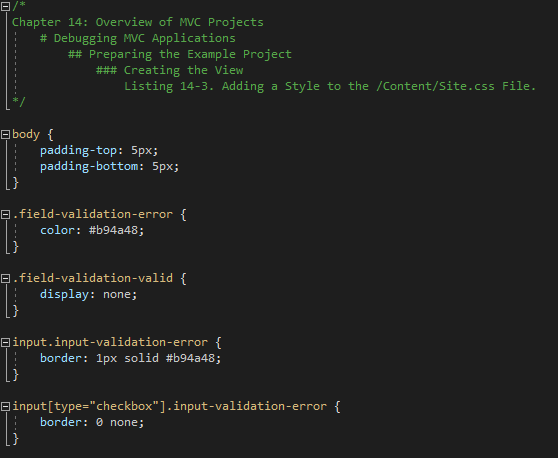 /*
Chapter 14: Overview of MVC Projects
# Debugging MVC Applications
## Preparing the Example Project
### Creating the View
Listing 14-3. Adding a Style to the /Content/Site.css File.
*/
body {
padding-top: 5px;
padding-bottom: 5px;
}
.field-validation-error {
color: #b94a48;
}
.field-validation-valid {
display: none;
}
input.input-validation-error {
border: 1px solid #b94a48;
}
input[type="checkbox"].input-validation-error {
border: 0 none;
}